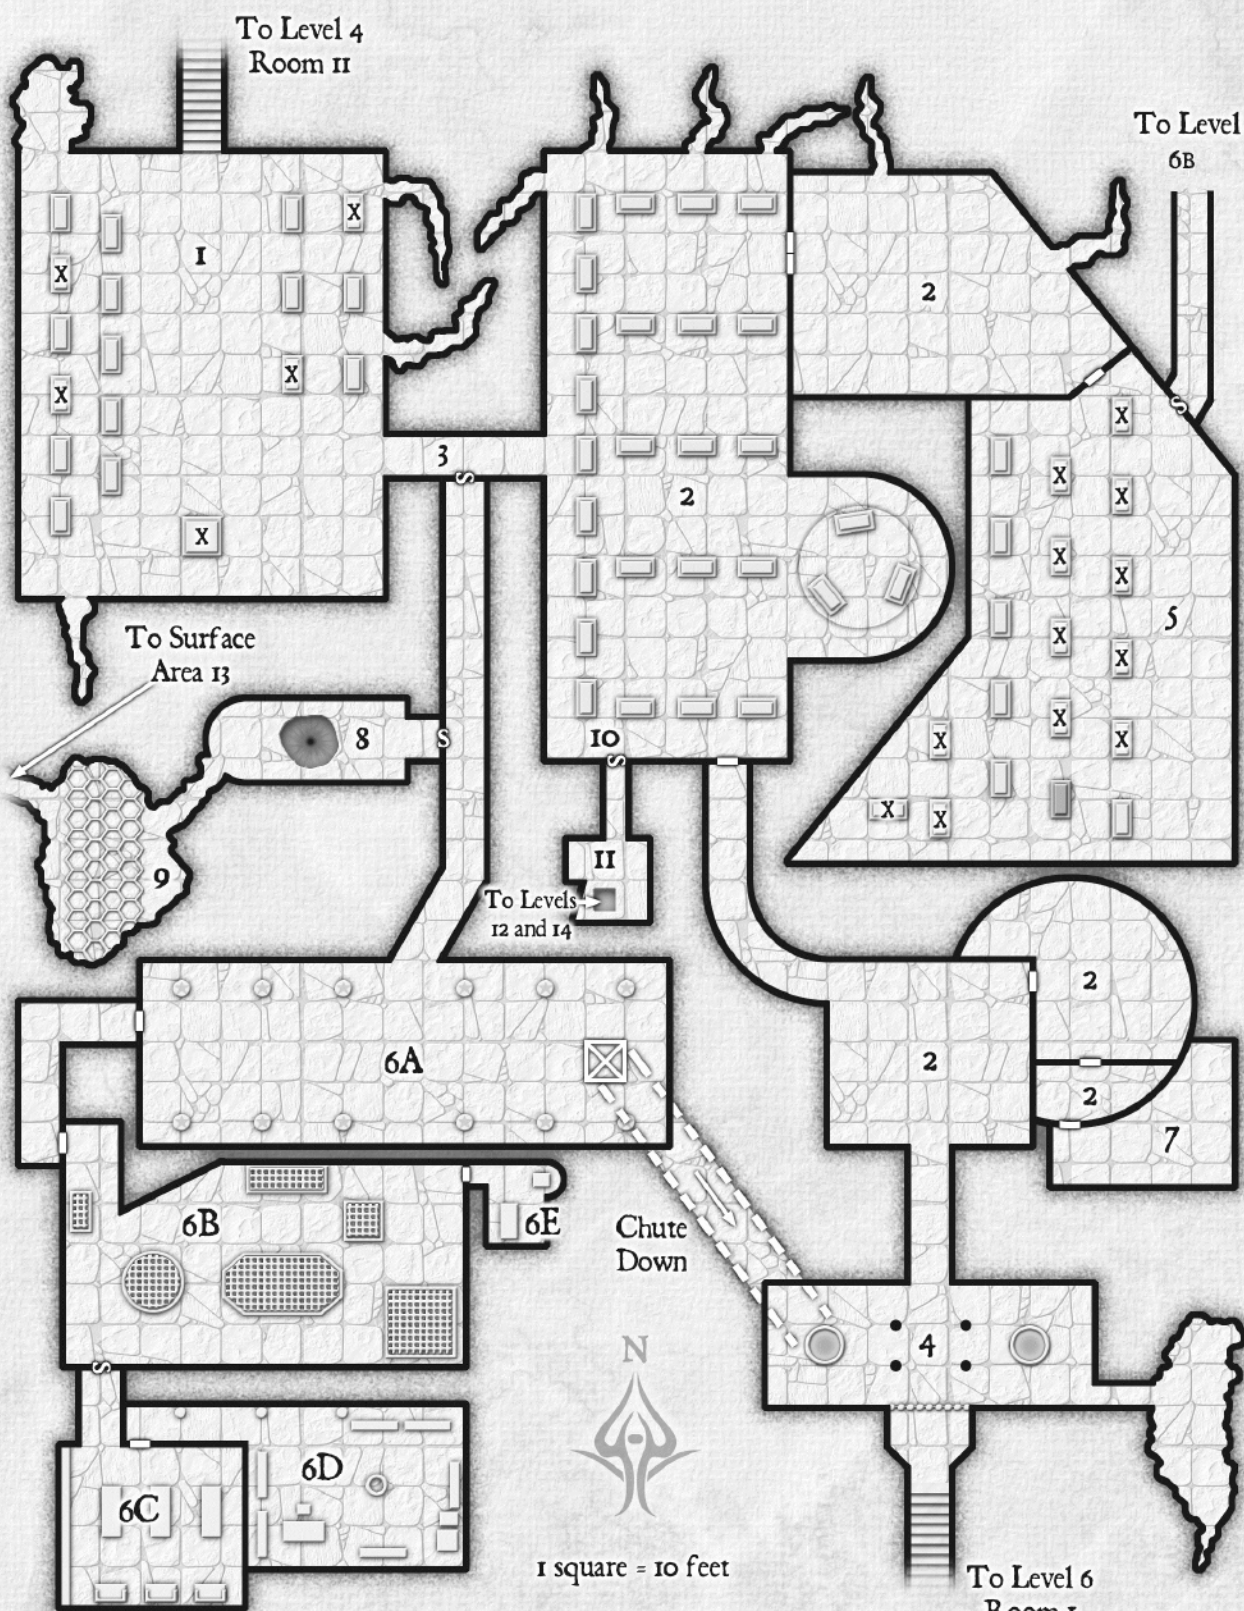 To Level 4
Room 11
To Level
6B
X
X
1
X
2
X
X
X
3
X
X
2
X
X
X
X
5
X
X
To Surface
Area 13
X
X
X
X
X
X
S
S
S
S
S
8
10
9
11
To Levels
12 and 14
6A
2
2
2
7
6B
6E
Chute
Down
4
N
S
6D
6C
1 square = 10 feet
To Level 6
Room 1